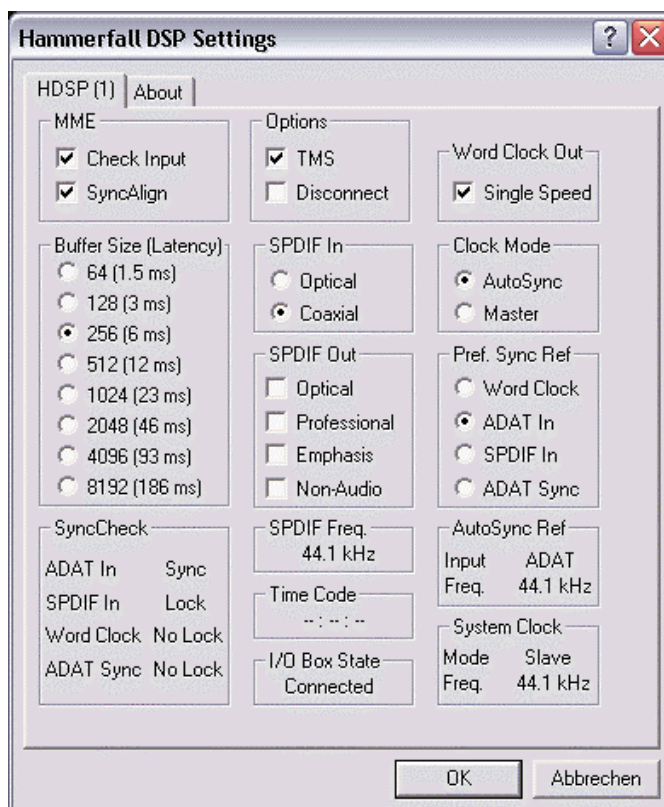 Hammerfall DSP Settings
HDSP (1)
About
MME
Check Input
SyncAlign
Options
TMS
Disconnect
Word Clock Out
Single Speed
Buffer Size (Latency)
64 (1.5 ms)
128 (3 ms)
256 (6 ms)
512 (12 ms)
1024 (23 ms)
2048 (46 ms)
4096 (93 ms)
8192 (186 ms)
SPDIF In
Optical
Coaxial
Clock Mode
AutoSync
Master
SPDIF Out
Optical
Professional
Emphasis
Non-Audio
Pref. Sync Ref
Word Clock
ADAT In
SPDIF In
ADAT Sync
SyncCheck
ADAT In Sync
SPDIF In Lock
Word Clock No Lock
ADAT Sync No Lock
SPDIF Freq.
44.1 kHz
Time Code
-- : -- : --
I/O Box State
Connected
AutoSync Ref
Input ADAT
Freq. 44.1 kHz
System Clock
Mode Slave
Freq. 44.1 kHz
OK
Abbrechen